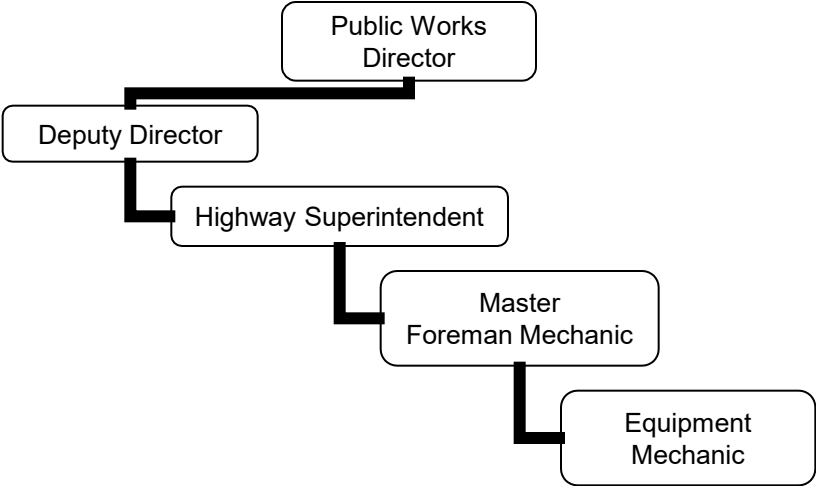 Public Works
Director
Deputy Director
Highway Superintendent
Master
Foreman Mechanic
Equipment
Mechanic